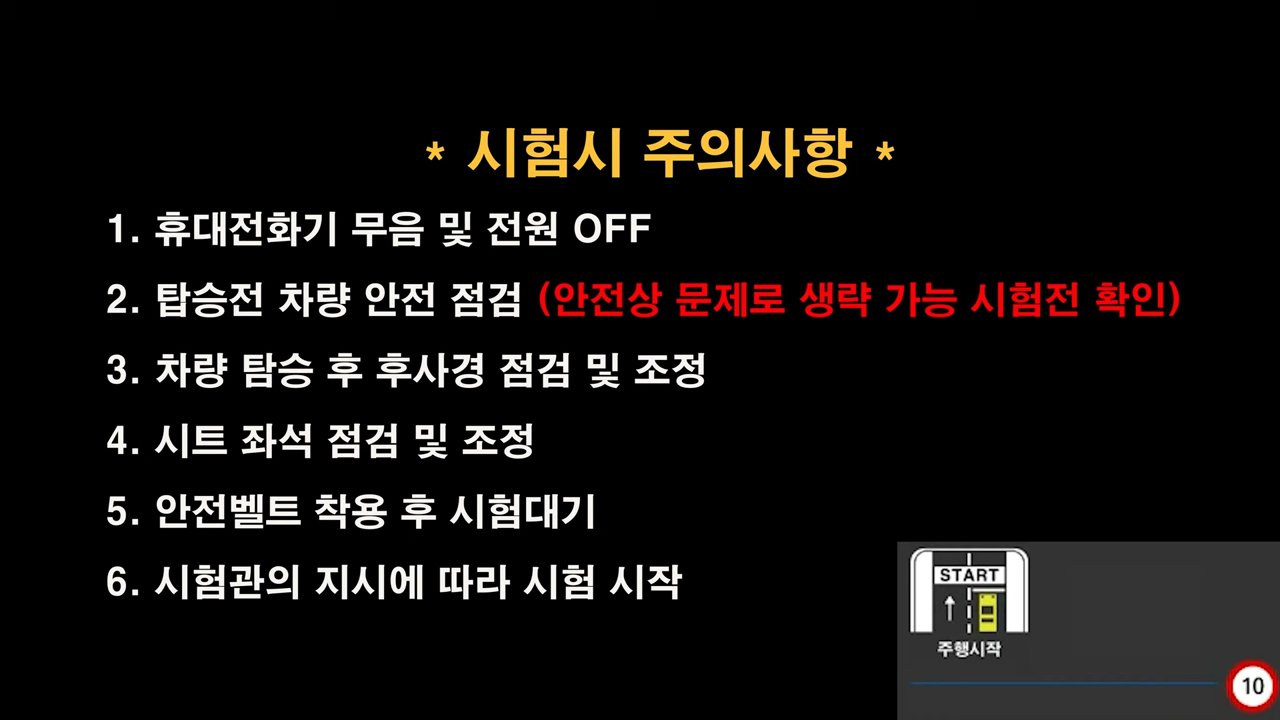 * 시험시 주의사항 *
1. 휴대전화기 무음 및 전원 OFF
2. 탑승전 차량 안전 점검 (안전상 문제로 생략 가능 시험전 확인)
3. 차량 탐승 후 후사경 점검 및 조정
4. 시트 좌석 점검 및 조정
5. 안전벨트 착용 후 시험대기
6. 시험관의 지시에 따라 시험 시작
START
주행시작
10